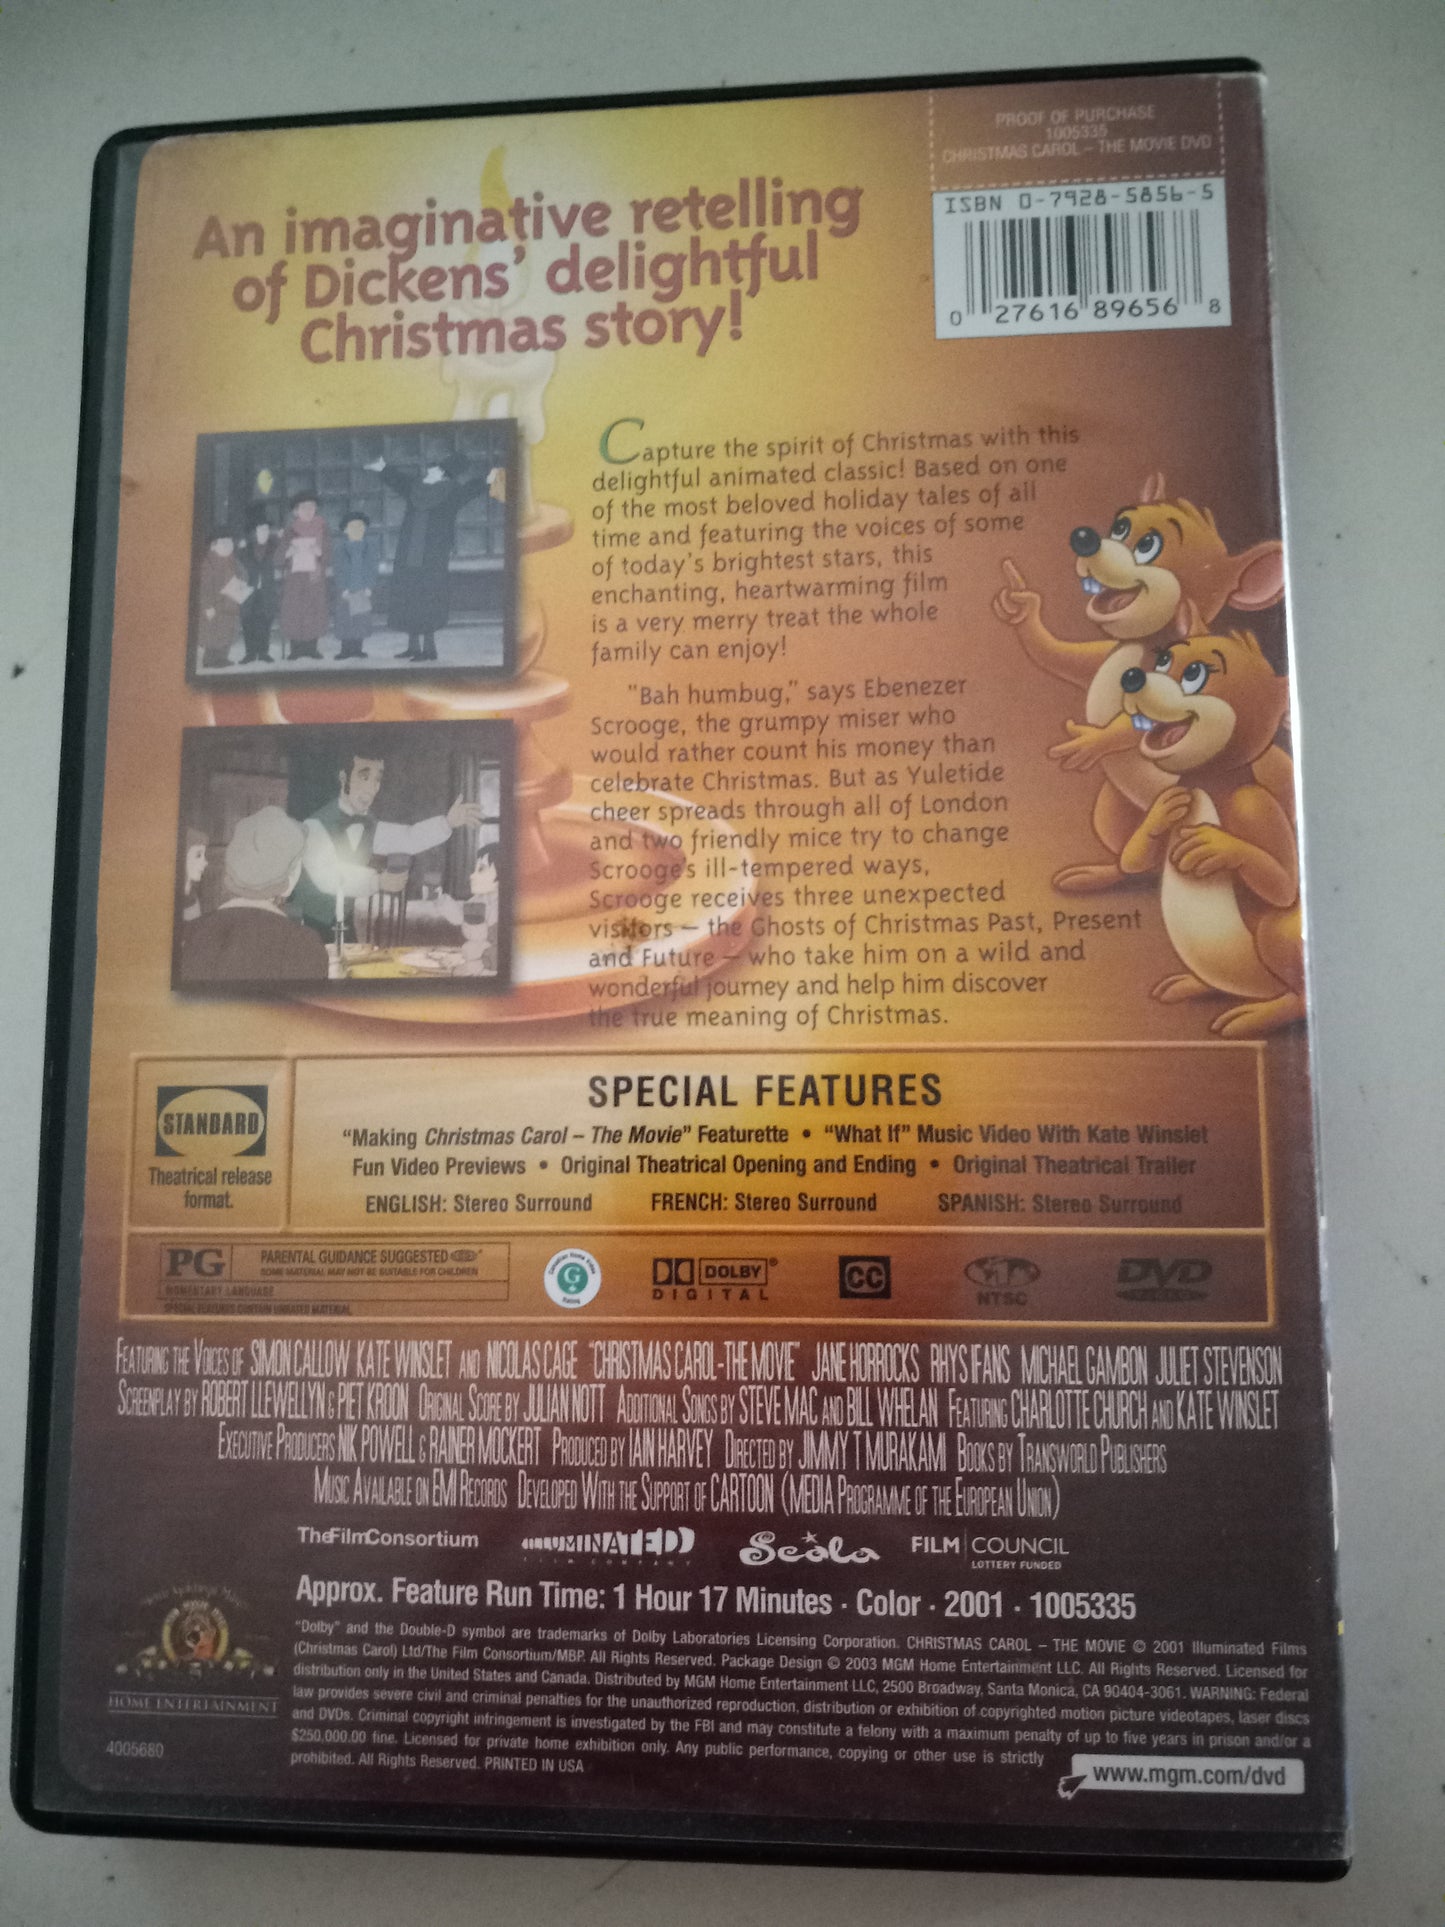 PROOF OF PURCHASE
1005335
CHRISTMAS CAROL – THE MOVIE DVD
ISBN 0-7928-5856-5
0 27616 89656 8
An imaginative retelling
of Dickens' delightful
Christmas story!
Capture the spirit of Christmas with this
delightful animated classic! Based on one
of the most beloved holiday tales of all
time and featuring the voices of some
of today's brightest stars, this
enchanting, heartwarming film
is a very merry treat the whole
family can enjoy!
"Bah humbug," says Ebenezer
Scrooge, the grumpy miser who
would rather count his money than
celebrate Christmas. But as Yuletide
cheer spreads through all of London
and two friendly mice try to change
Scrooge's ill-tempered ways,
Scrooge receives three unexpected
visitors – the Ghosts of Christmas Past, Present
and Future – who take him on a wild and
wonderful journey and help him discover
the true meaning of Christmas.
STANDARD
Theatrical release
format.
SPECIAL FEATURES
"Making Christmas Carol – The Movie" Featurette • "What If" Music Video With Kate Winslet
Fun Video Previews • Original Theatrical Opening and Ending • Original Theatrical Trailer
ENGLISH: Stereo Surround FRENCH: Stereo Surround SPANISH: Stereo Surround
PG PARENTAL GUIDANCE SUGGESTED
SOME MATERIAL MAY NOT BE SUITABLE FOR CHILDREN
MOMENTARY LANGUAGE
SPECIAL FEATURES CONTAIN UNRATED MATERIAL
Canadian Home Video
G
Rating
DOLBY®
DIGITAL
CC
NTSC
DVD
VIDEO
FEATURING THE VOICES OF SIMON CALLOW KATE WINSLET AND NICOLAS CAGE "CHRISTMAS CAROL-THE MOVIE" JANE HORROCKS RHYS IFANS MICHAEL GAMBON JULIET STEVENSON
SCREENPLAY BY ROBERT LLEWELLYN & PIET KROON ORIGINAL SCORE BY JULIAN NOTT ADDITIONAL SONGS BY STEVE MAC AND BILL WHELAN FEATURING CHARLOTTE CHURCH AND KATE WINSLET
EXECUTIVE PRODUCERS NIK POWELL & RAINER MOCKERT PRODUCED BY IAIN HARVEY DIRECTED BY JIMMY T MURAKAMI BOOKS BY TRANSWORLD PUBLISHERS
MUSIC AVAILABLE ON EMI RECORDS DEVELOPED WITH THE SUPPORT OF CARTOON (MEDIA PROGRAMME OF THE EUROPEAN UNION)
TheFilmConsortium ILLUMINATED Scala FILM COUNCIL
FILM COMPANY LOTTERY FUNDED
Approx. Feature Run Time: 1 Hour 17 Minutes · Color · 2001 · 1005335
"Dolby" and the Double-D symbol are trademarks of Dolby Laboratories Licensing Corporation. CHRISTMAS CAROL – THE MOVIE © 2001 Illuminated Films
(Christmas Carol) Ltd/The Film Consortium/MBP. All Rights Reserved. Package Design © 2003 MGM Home Entertainment LLC. All Rights Reserved. Licensed for
distribution only in the United States and Canada. Distributed by MGM Home Entertainment LLC, 2500 Broadway, Santa Monica, CA 90404-3061. WARNING: Federal
law provides severe civil and criminal penalties for the unauthorized reproduction, distribution or exhibition of copyrighted motion picture videotapes, laser discs
and DVDs. Criminal copyright infringement is investigated by the FBI and may constitute a felony with a maximum penalty of up to five years in prison and/or a
$250,000.00 fine. Licensed for private home exhibition only. Any public performance, copying or other use is strictly
prohibited. All Rights Reserved. PRINTED IN USA
HOME ENTERTAINMENT
4005680
www.mgm.com/dvd